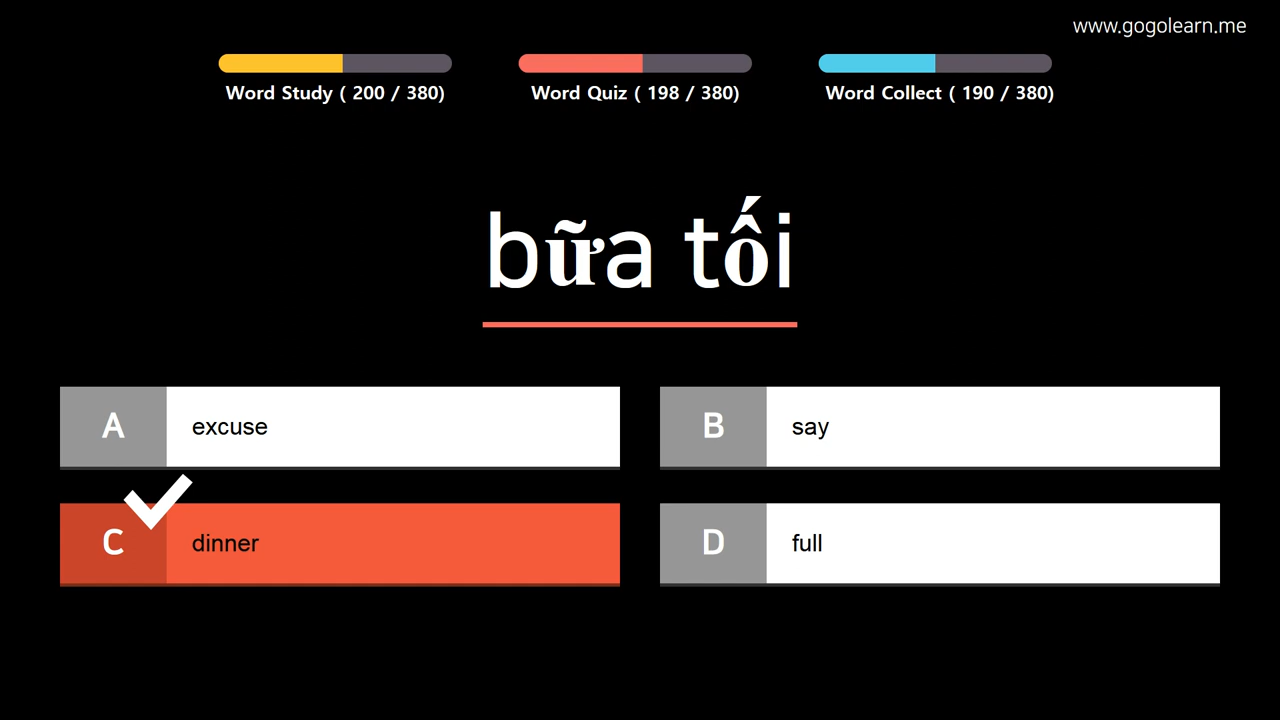 www.gogolearn.me
Word Study ( 200 / 380)
Word Quiz ( 198 / 380)
Word Collect ( 190 / 380)
bữa tối
A excuse
B say
C dinner
D full